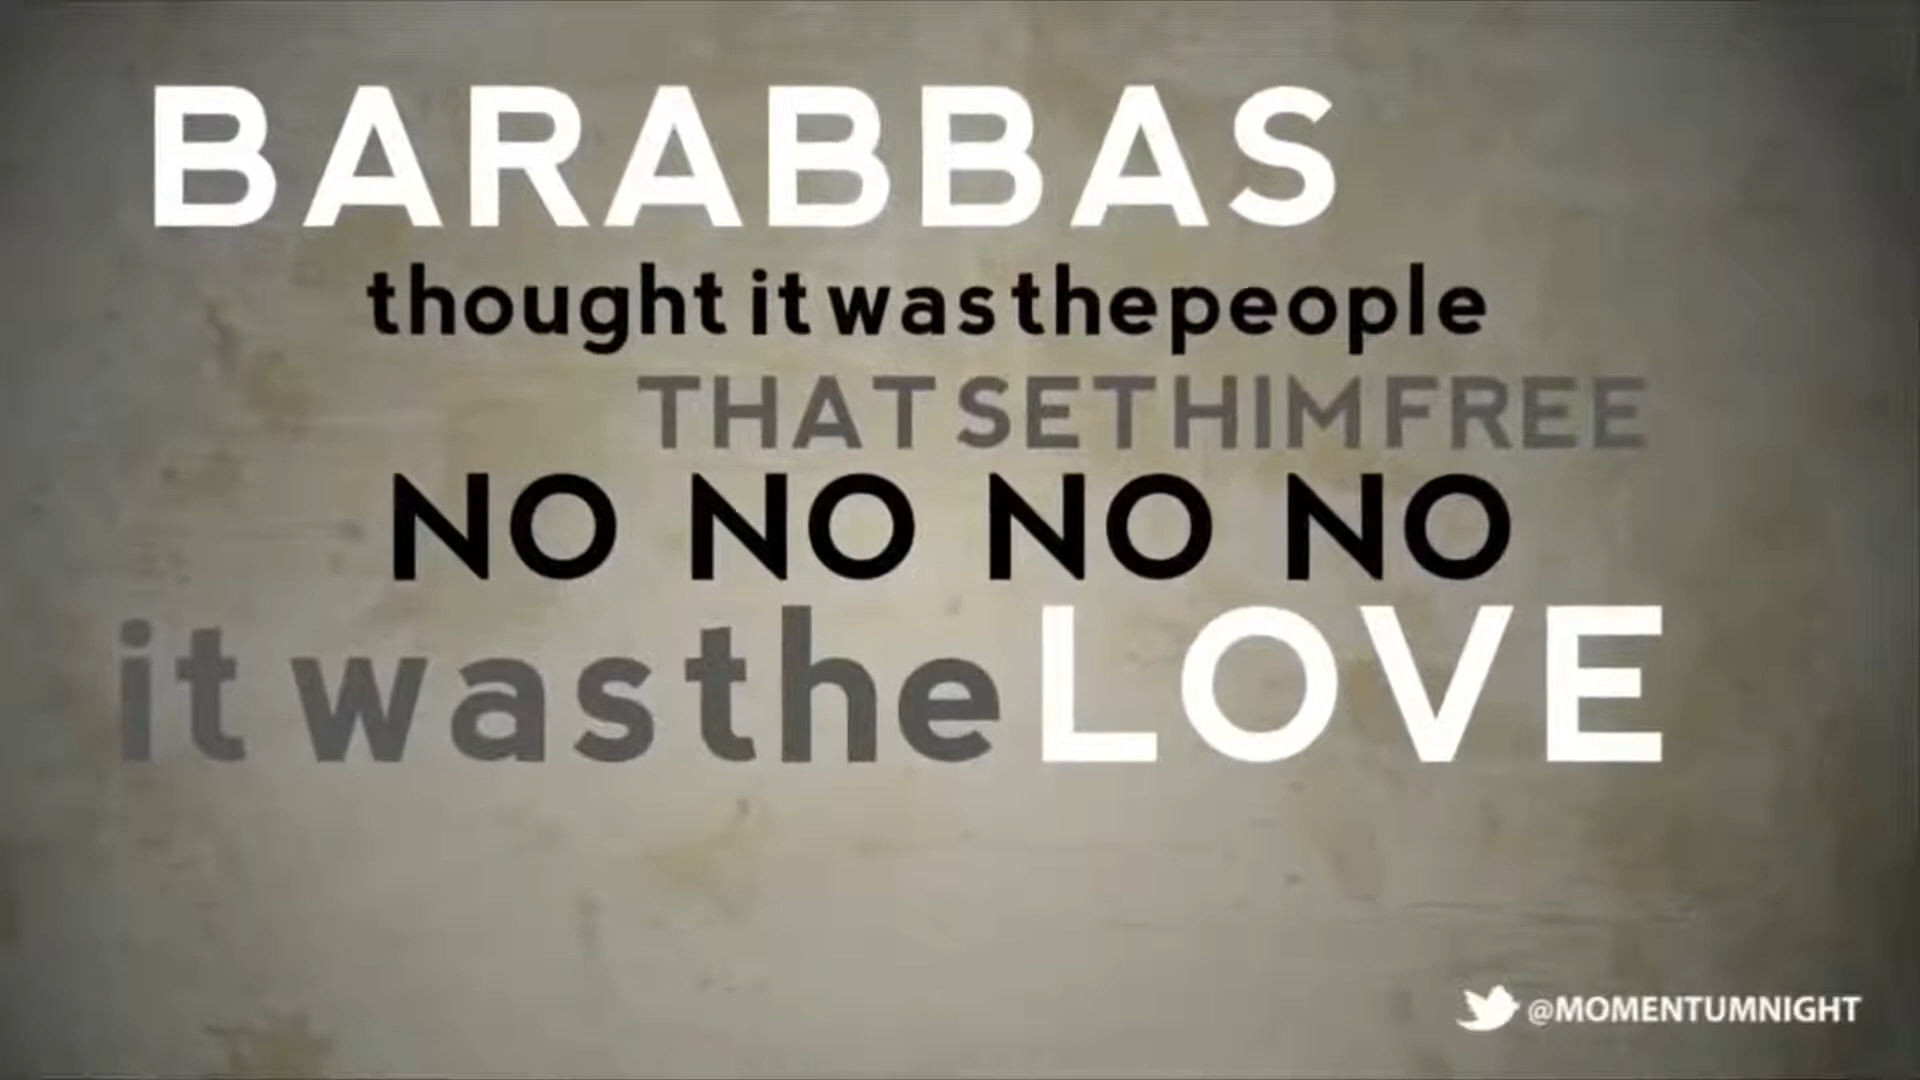 BARABBAS
thought it was the people
THAT SET HIM FREE
NO NO NO NO
it was the LOVE
@MOMENTUMNIGHT